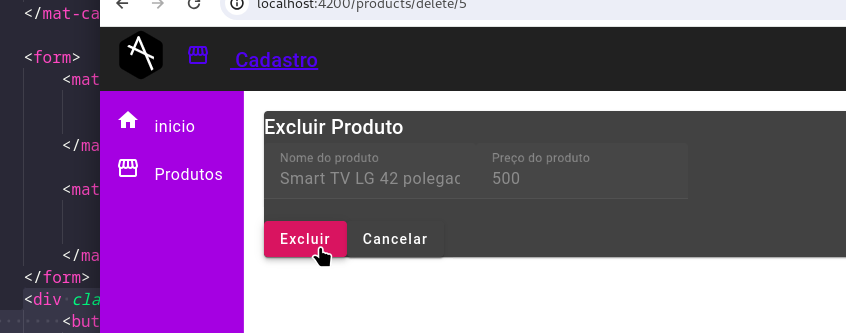 </mat-ca
<form>
<mat
</ma
<mat
</ma
</form>
<div cla
<but
localhost:4200/products/delete/5
Cadastro
inicio
Produtos
Excluir Produto
Nome do produto
Smart TV LG 42 polegac
Preço do produto
500
Excluir
Cancelar